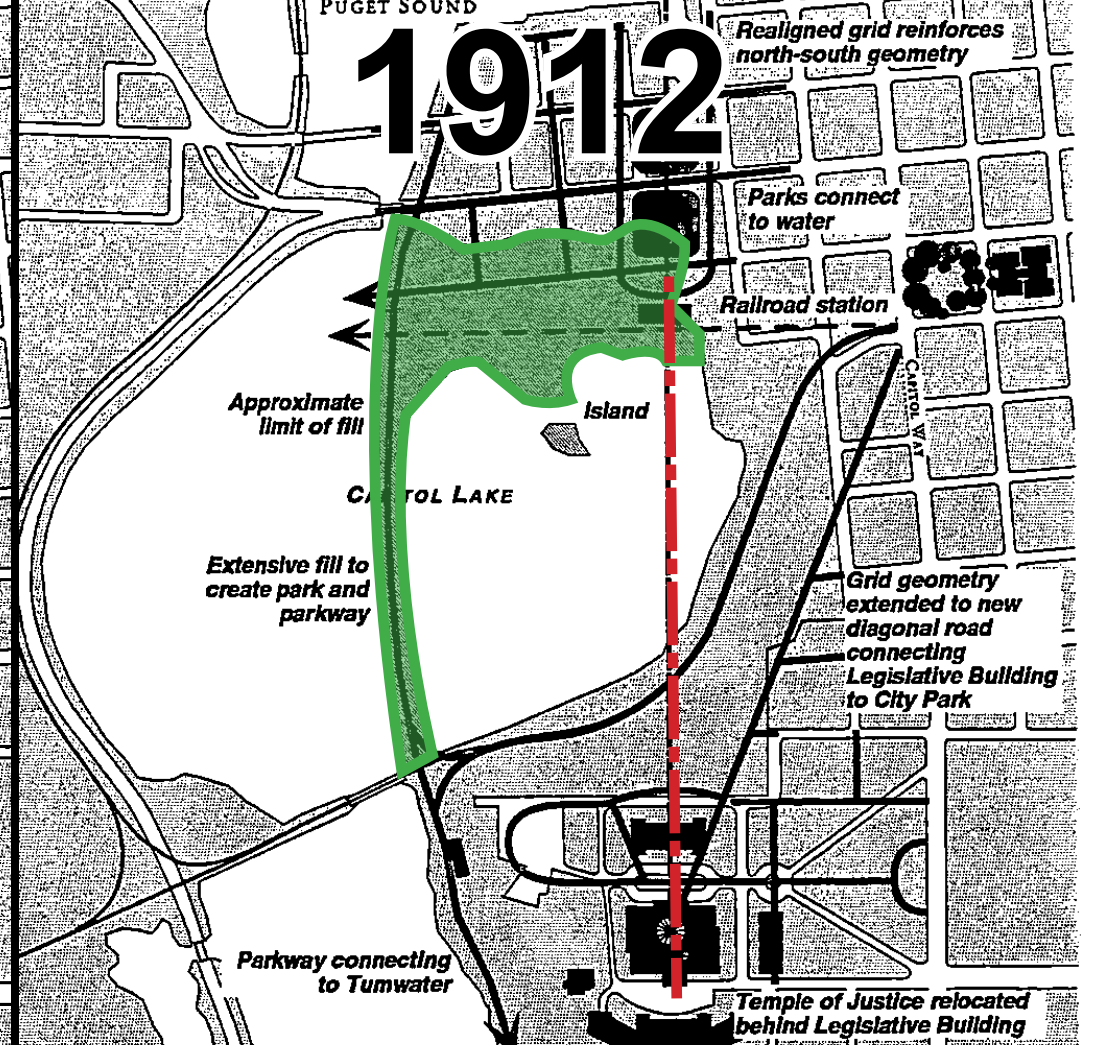 PUGET SOUND
1912
Realigned grid reinforces
north-south geometry
Parks connect
to water
Railroad station
CAPITOL WAY
Approximate
limit of fill
Island
CAPITOL LAKE
Extensive fill to
create park and
parkway
Grid geometry
extended to new
diagonal road
connecting
Legislative Building
to City Park
Parkway connecting
to Tumwater
Temple of Justice relocated
behind Legislative Building